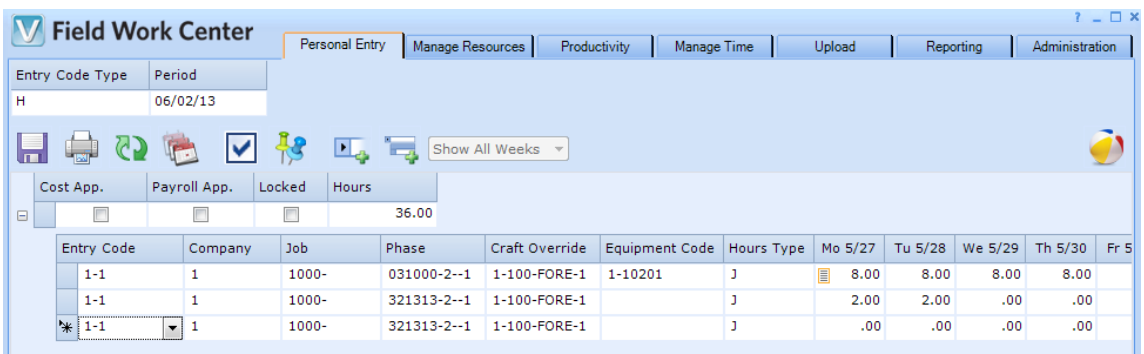 ? _ □ ×
V Field Work Center
Personal Entry Manage Resources Productivity Manage Time Upload Reporting Administration
Entry Code Type Period
H 06/02/13
Show All Weeks
Cost App. Payroll App. Locked Hours
36.00
Entry Code Company Job Phase Craft Override Equipment Code Hours Type Mo 5/27 Tu 5/28 We 5/29 Th 5/30 Fr 5
1-1 1 1000- 031000-2--1 1-100-FORE-1 1-10201 J 8.00 8.00 8.00 8.00
1-1 1 1000- 321313-2--1 1-100-FORE-1 J 2.00 2.00 .00 .00
1-1 1 1000- 321313-2--1 1-100-FORE-1 J .00 .00 .00 .00